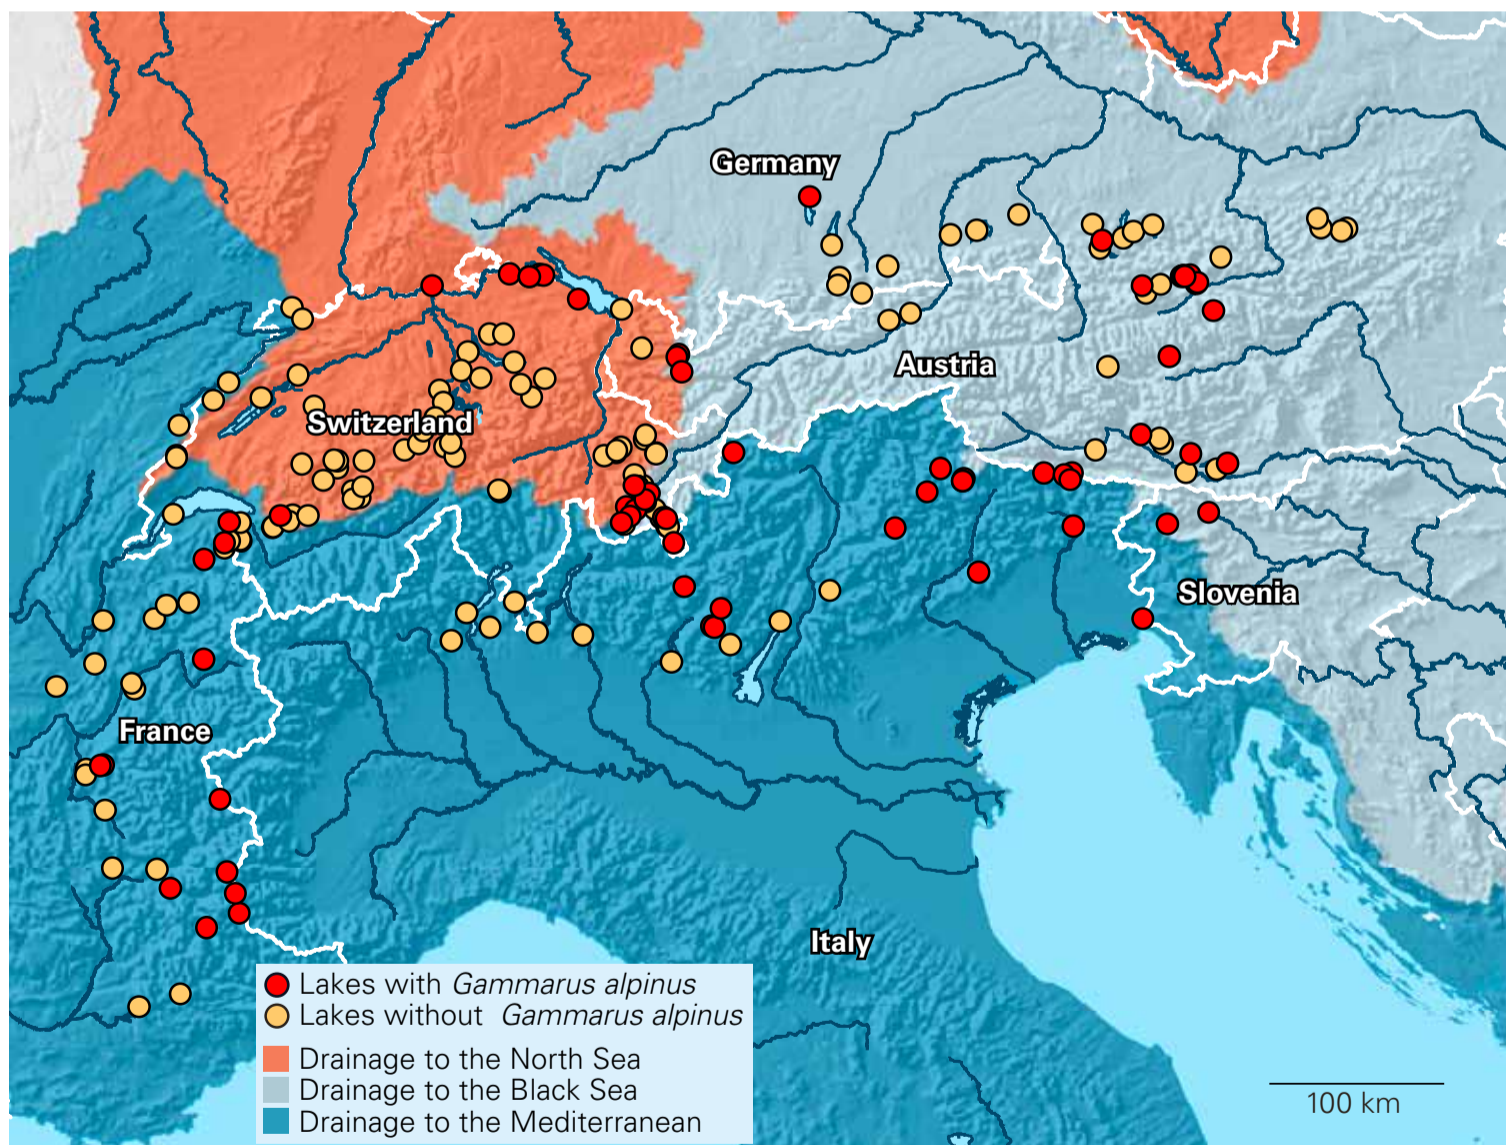 Germany
Austria
Switzerland
Slovenia
France
Italy
Lakes with Gammarus alpinus
Lakes without Gammarus alpinus
Drainage to the North Sea
Drainage to the Black Sea
Drainage to the Mediterranean
100 km